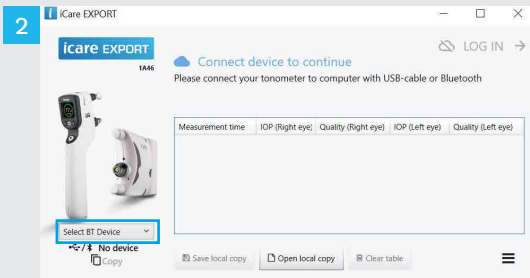 2
iCare EXPORT
icare EXPORT
1A46
LOG IN
Connect device to continue
Please connect your tonometer to computer with USB-cable or Bluetooth
Measurement time IOP (Right eye) Quality (Right eye) IOP (Left eye) Quality (Left eye)
Select BT Device
No device
Copy
Save local copy Open local copy Clear table